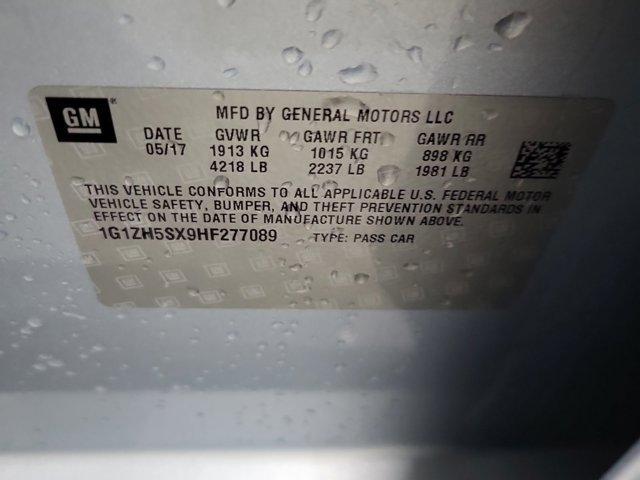 GM
MFD BY GENERAL MOTORS LLC
DATE GVWR GAWR FRT GAWR RR
05/17 1913 KG 1015 KG 898 KG
4218 LB 2237 LB 1981 LB
THIS VEHICLE CONFORMS TO ALL APPLICABLE U.S. FEDERAL MOTOR
VEHICLE SAFETY, BUMPER, AND THEFT PREVENTION STANDARDS IN
EFFECT ON THE DATE OF MANUFACTURE SHOWN ABOVE.
1G1ZH5SX9HF277089 TYPE: PASS CAR